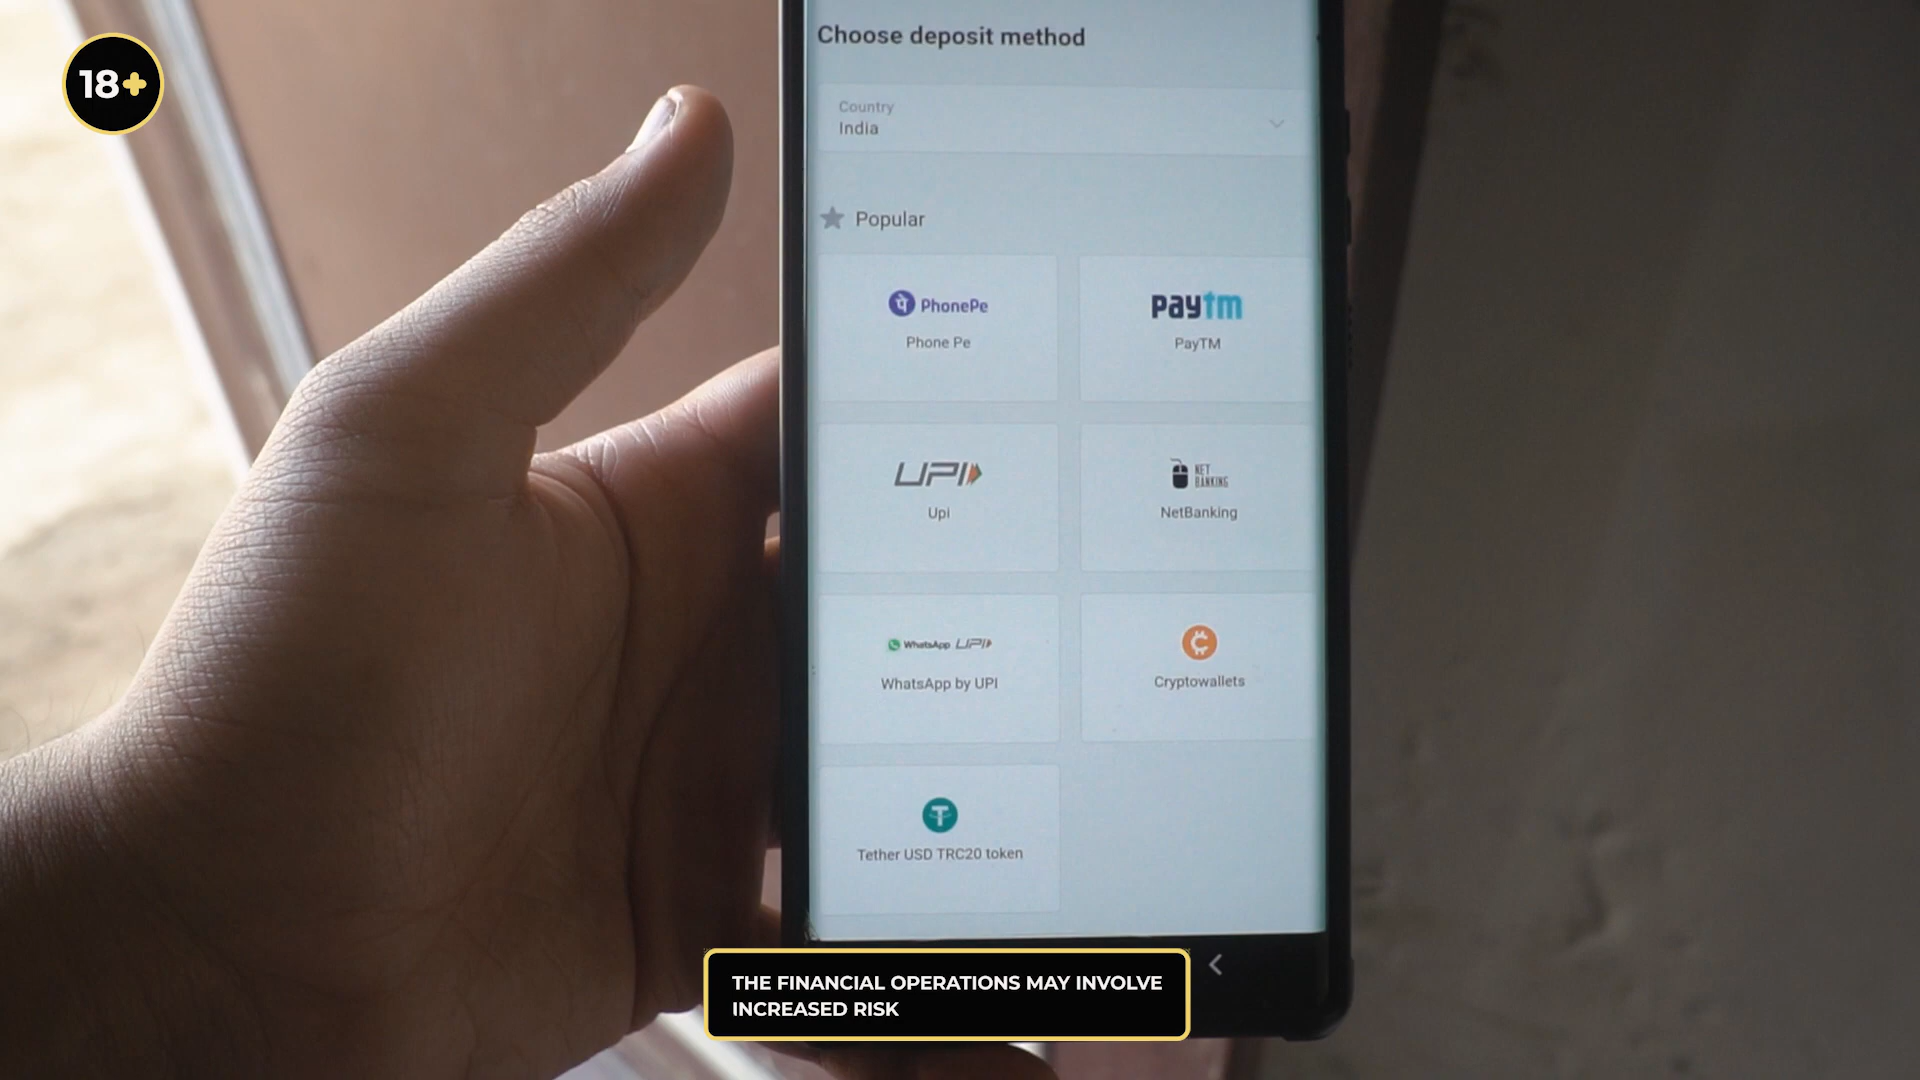 18+
Choose deposit method
Country
India
Popular
PhonePe
Phone Pe
paytm
PayTM
UPI
Upi
NET
BANKING
NetBanking
WhatsApp UPI
WhatsApp by UPI
Cryptowallets
Tether USD TRC20 token
THE FINANCIAL OPERATIONS MAY INVOLVE
INCREASED RISK